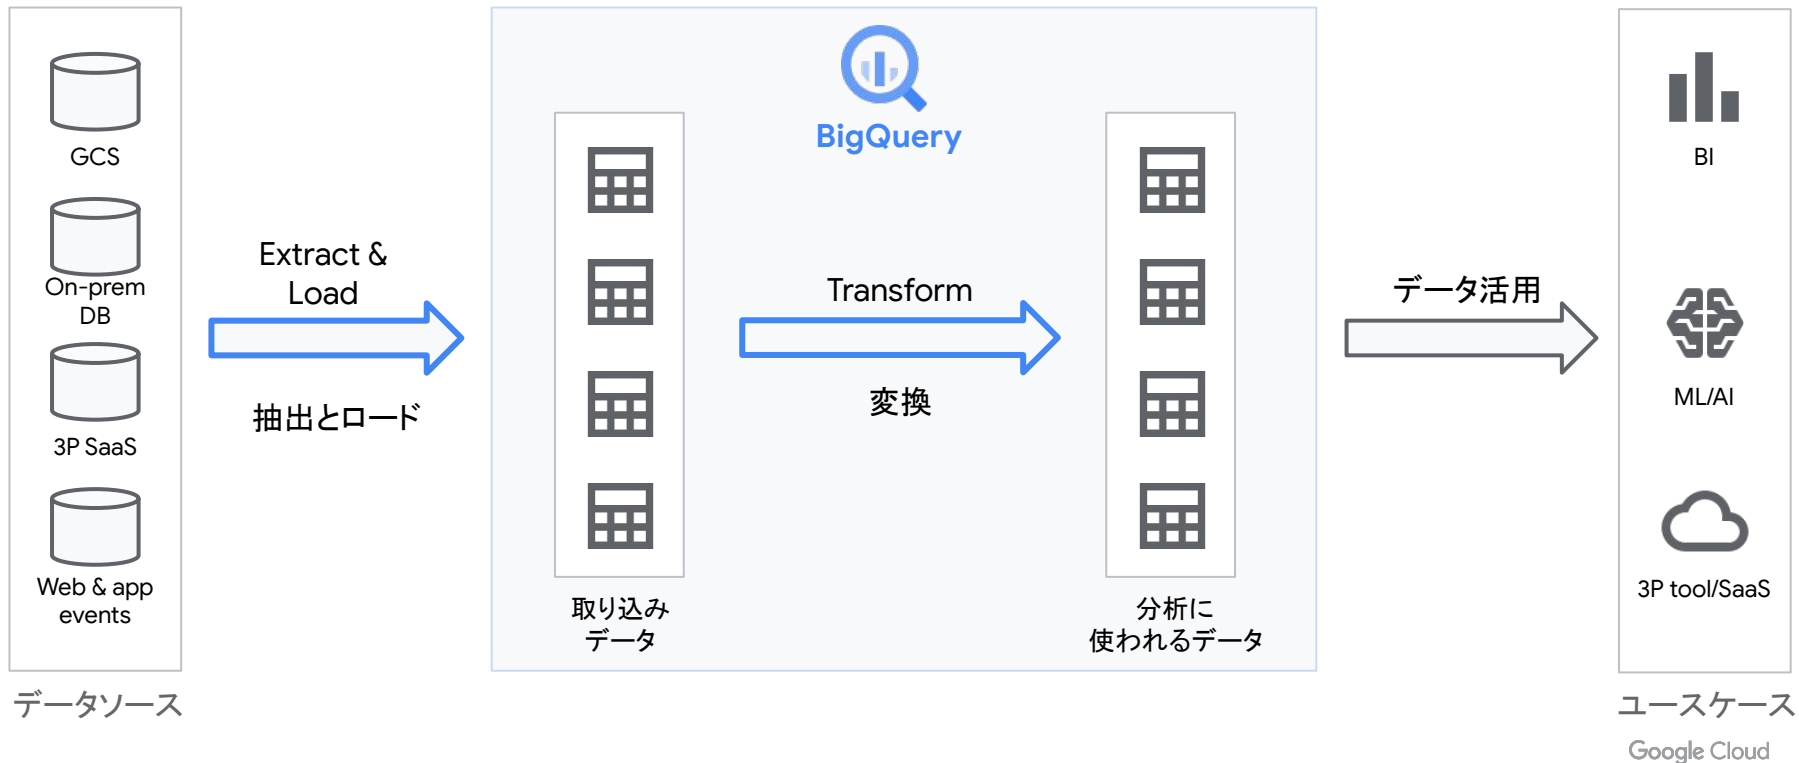 GCS
On-prem
DB
3P SaaS
Web & app
events
データソース
Extract &
Load
抽出とロード
BigQuery
取り込み
データ
Transform
変換
分析に
使われるデータ
データ活用
BI
ML/AI
3P tool/SaaS
ユースケース
Google Cloud